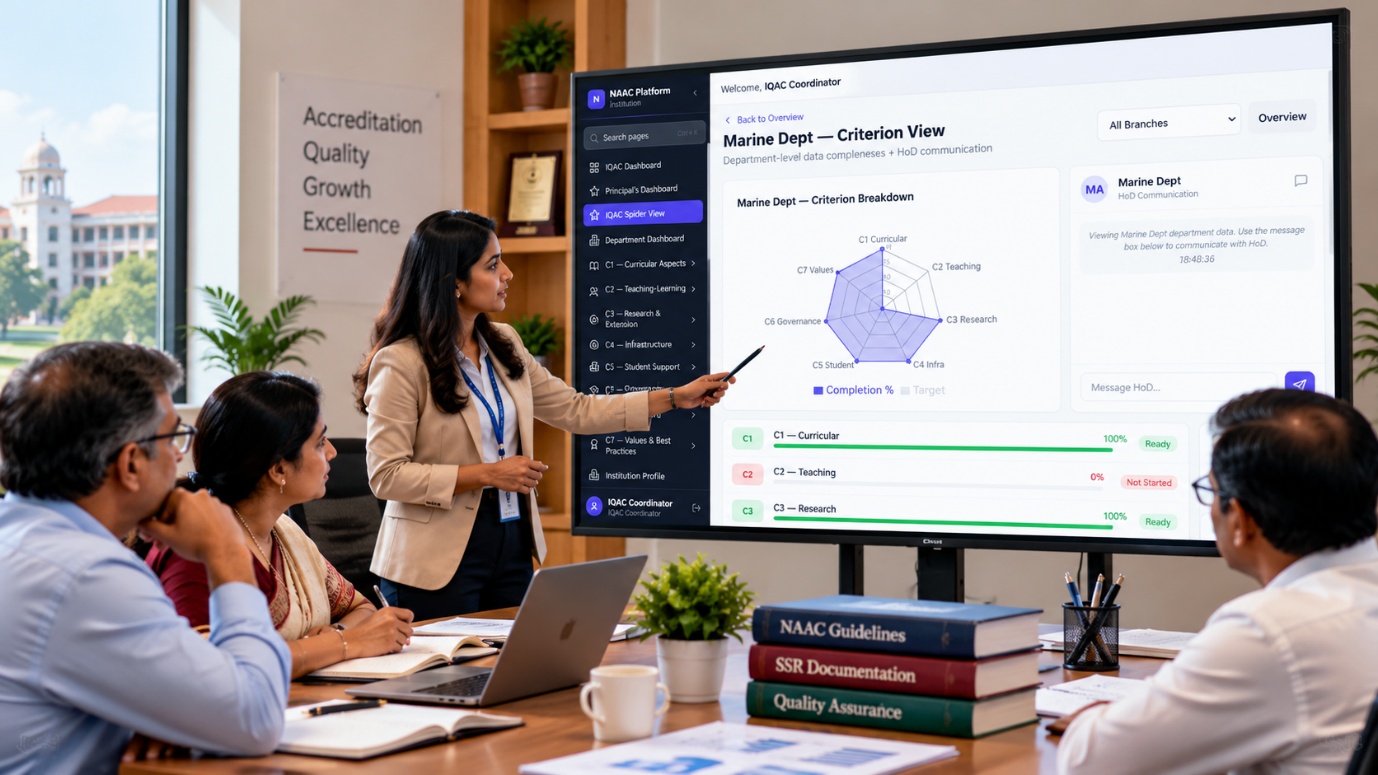 Accreditation
Quality
Growth
Excellence
N
NAAC Platform
Institution
Search pages
Ctrl + K
IQAC Dashboard
Principal's Dashboard
IQAC Spider View
Department Dashboard
C1 — Curricular Aspects
C2 — Teaching-Learning
C3 — Research &
Extension
C4 — Infrastructure
C5 — Student Support
C7 — Values & Best
Practices
Institution Profile
IQAC Coordinator
IQAC Coordinator
Welcome, IQAC Coordinator
Back to Overview
Marine Dept — Criterion View
Department-level data compleneses + HoD communication
All Branches
Overview
Marine Dept — Criterion Breakdown
C1 Curricular
C2 Teaching
C3 Research
C4 Infra
C5 Student
C6 Governance
C7 Values
Completion %
Target
MA
Marine Dept
HoD Communication
Viewing Marine Dept department data. Use the message
box below to communicate with HoD.
18:48:36
Message HoD...
C1
C1 — Curricular
100%
Ready
C2
C2 — Teaching
0%
Not Started
C3
C3 — Research
100%
Ready
NAAC Guidelines
SSR Documentation
Quality Assurance